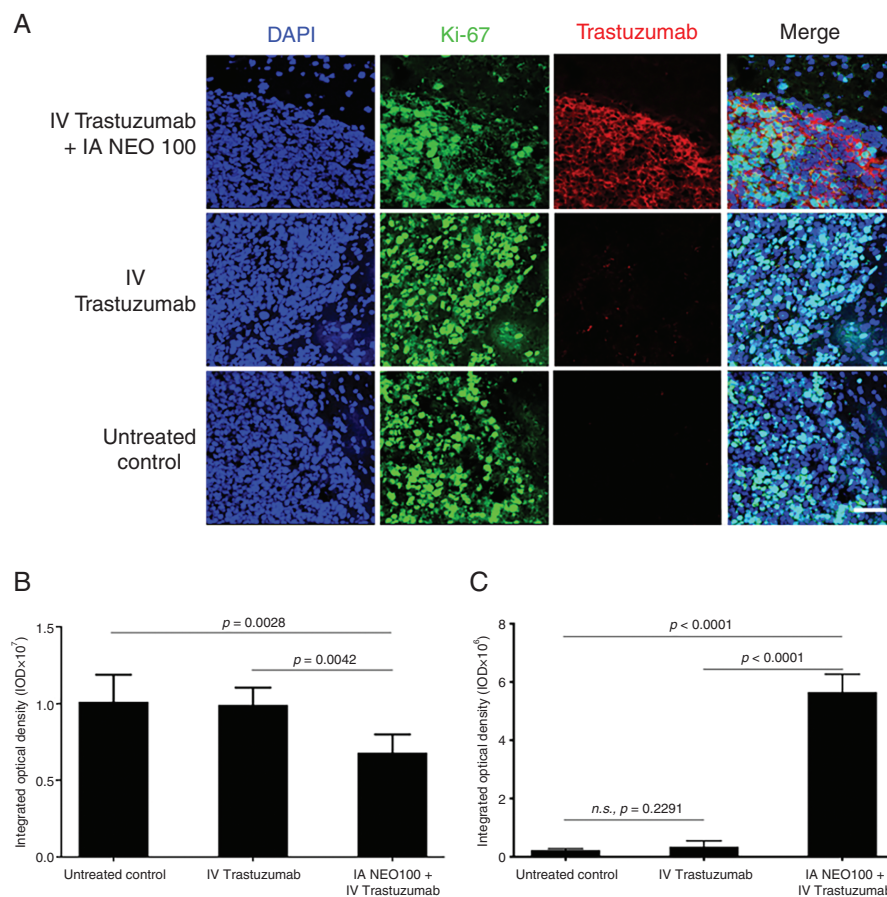 A
DAPI
Ki-67
Trastuzumab
Merge
IV Trastuzumab
+ IA NEO 100
IV
Trastuzumab
Untreated
control
B
Integrated optical density (IOD×10⁷)
1.5
1.0
0.5
0.0
p = 0.0028
p = 0.0042
Untreated control
IV Trastuzumab
IA NEO100 +
IV Trastuzumab
C
Integrated optical density (IOD×10⁶)
8
6
4
2
0
p < 0.0001
p < 0.0001
n.s., p = 0.2291
Untreated control
IV Trastuzumab
IA NEO100 +
IV Trastuzumab